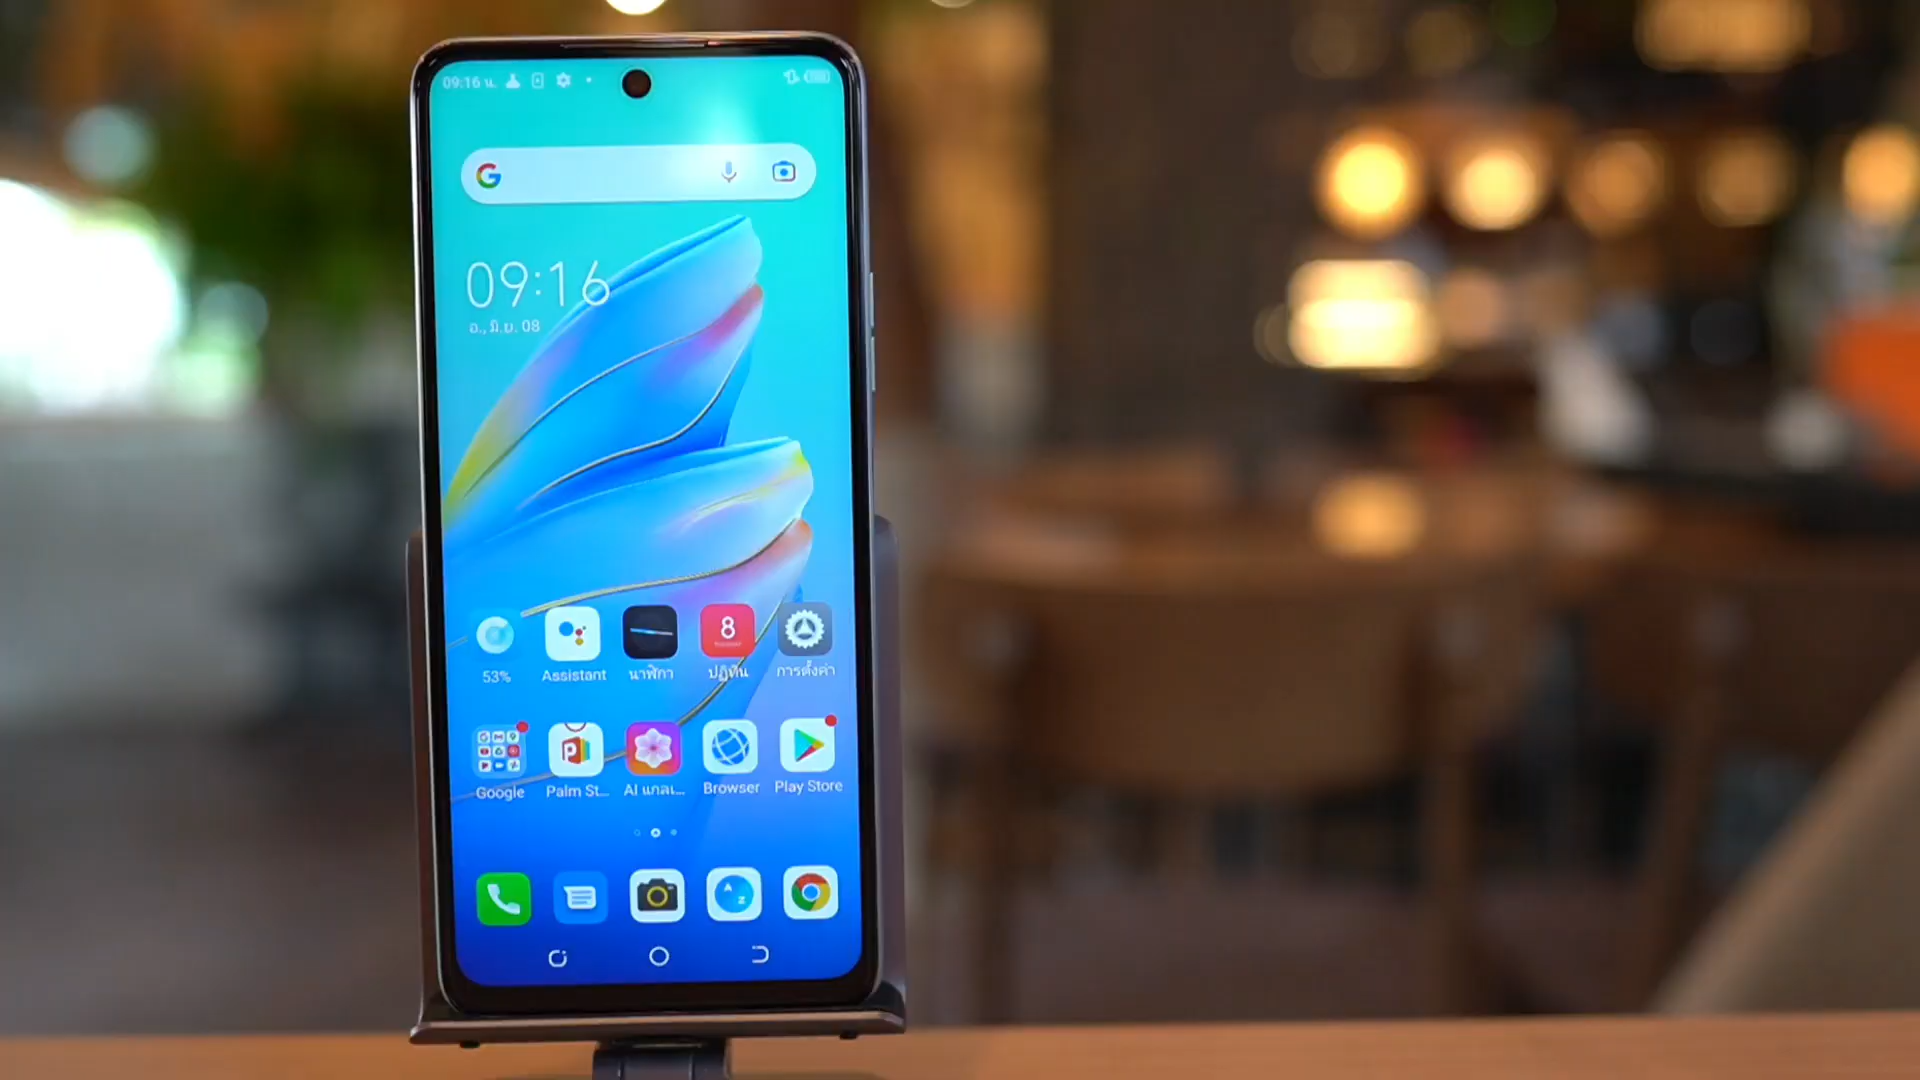 09:16 น.
09:16
อ., มิ.ย. 08
8
53%
Assistant
นาฬิกา
ปฏิทิน
การตั้งค่า
Google
Palm St...
AI แกลเ...
Browser
Play Store